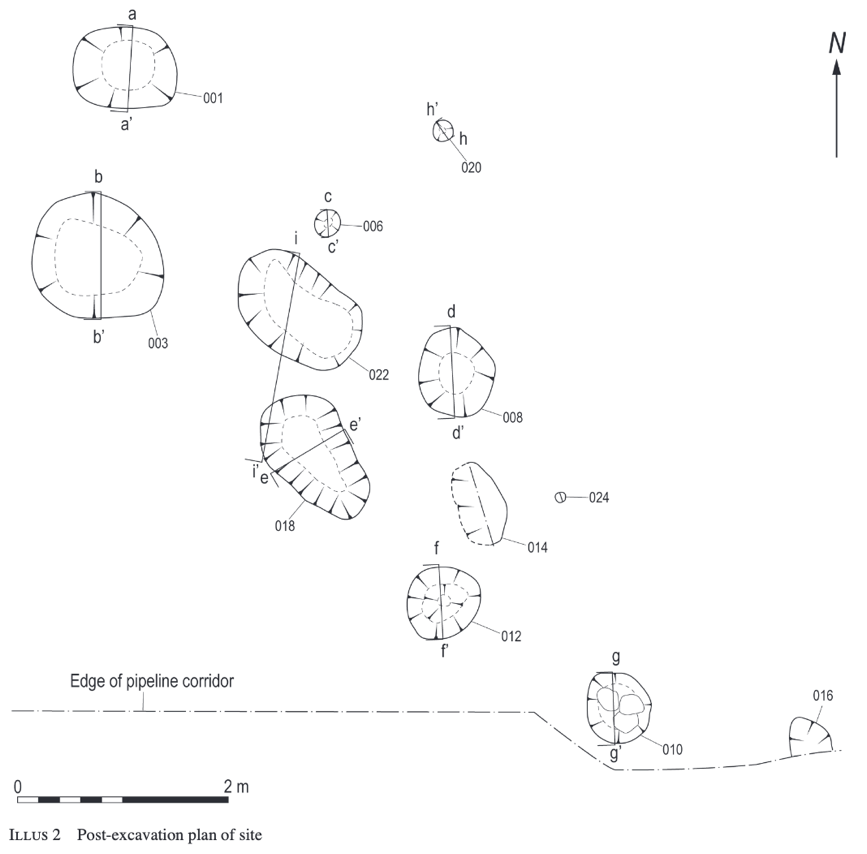 a
N
001
a'
h'
h
020
b
c
006
c'
i
b'
003
d
022
008
d'
e'
i'
e
018
024
014
f
012
f'
g
Edge of pipeline corridor
016
010
g'
0 2 m
ILLUS 2 Post-excavation plan of site